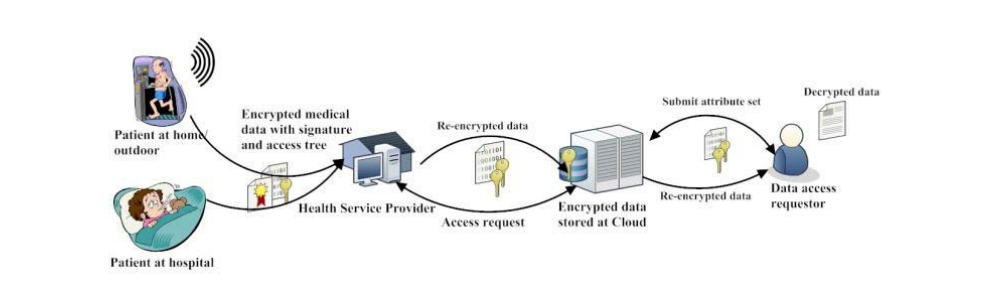 Patient at home/
outdoor
Encrypted medical
data with signature
and access tree
Patient at hospital
Health Service Provider
Re-encrypted data
Access request
Encrypted data
stored at Cloud
Submit attribute set
Re-encrypted data
Decrypted data
Data access
requestor